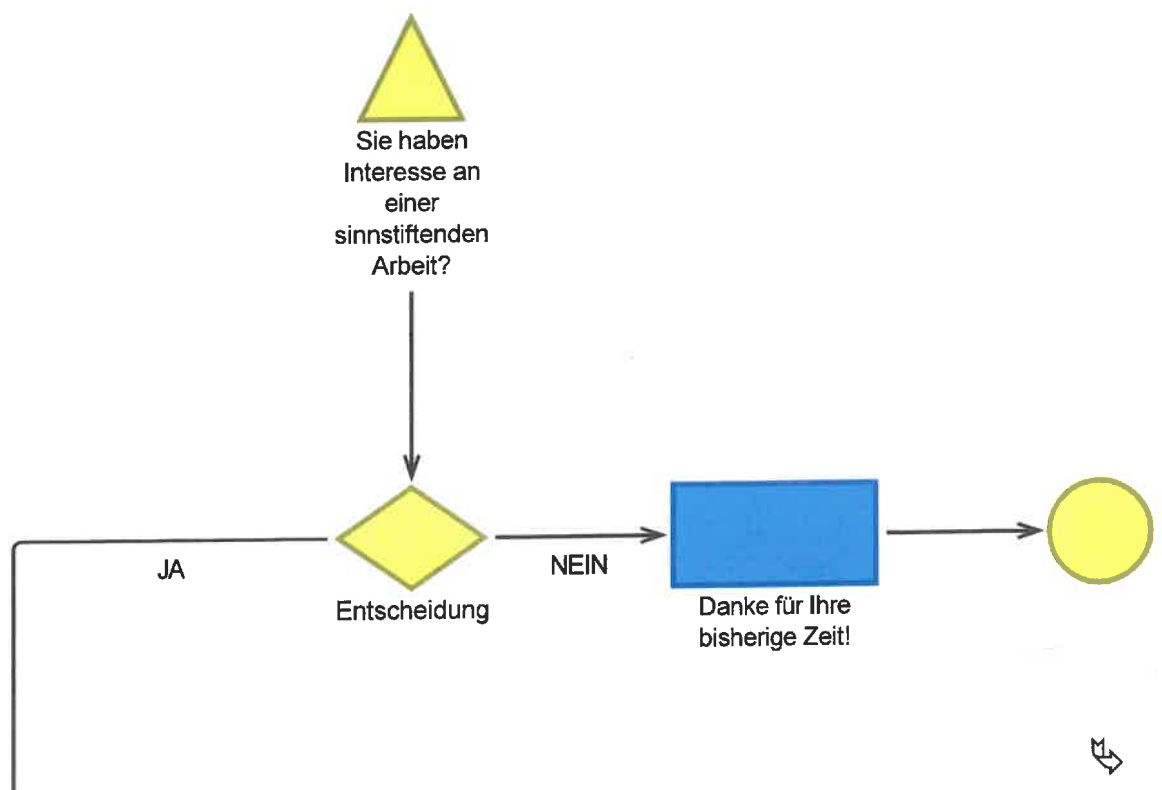 Sie haben
Interesse an
einer
sinnstiftenden
Arbeit?
JA
Entscheidung
NEIN
Danke für Ihre
bisherige Zeit!